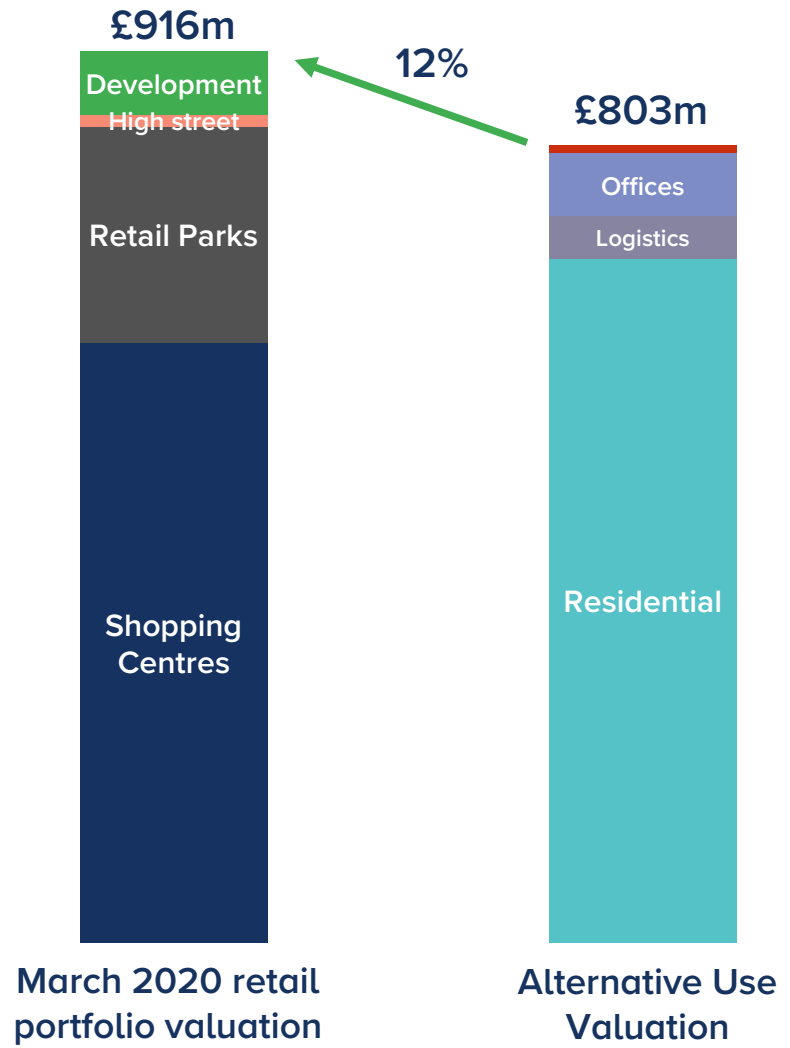 £916m
Development
High street
Retail Parks
Shopping
Centres
March 2020 retail
portfolio valuation
12%
£803m
Offices
Logistics
Residential
Alternative Use
Valuation